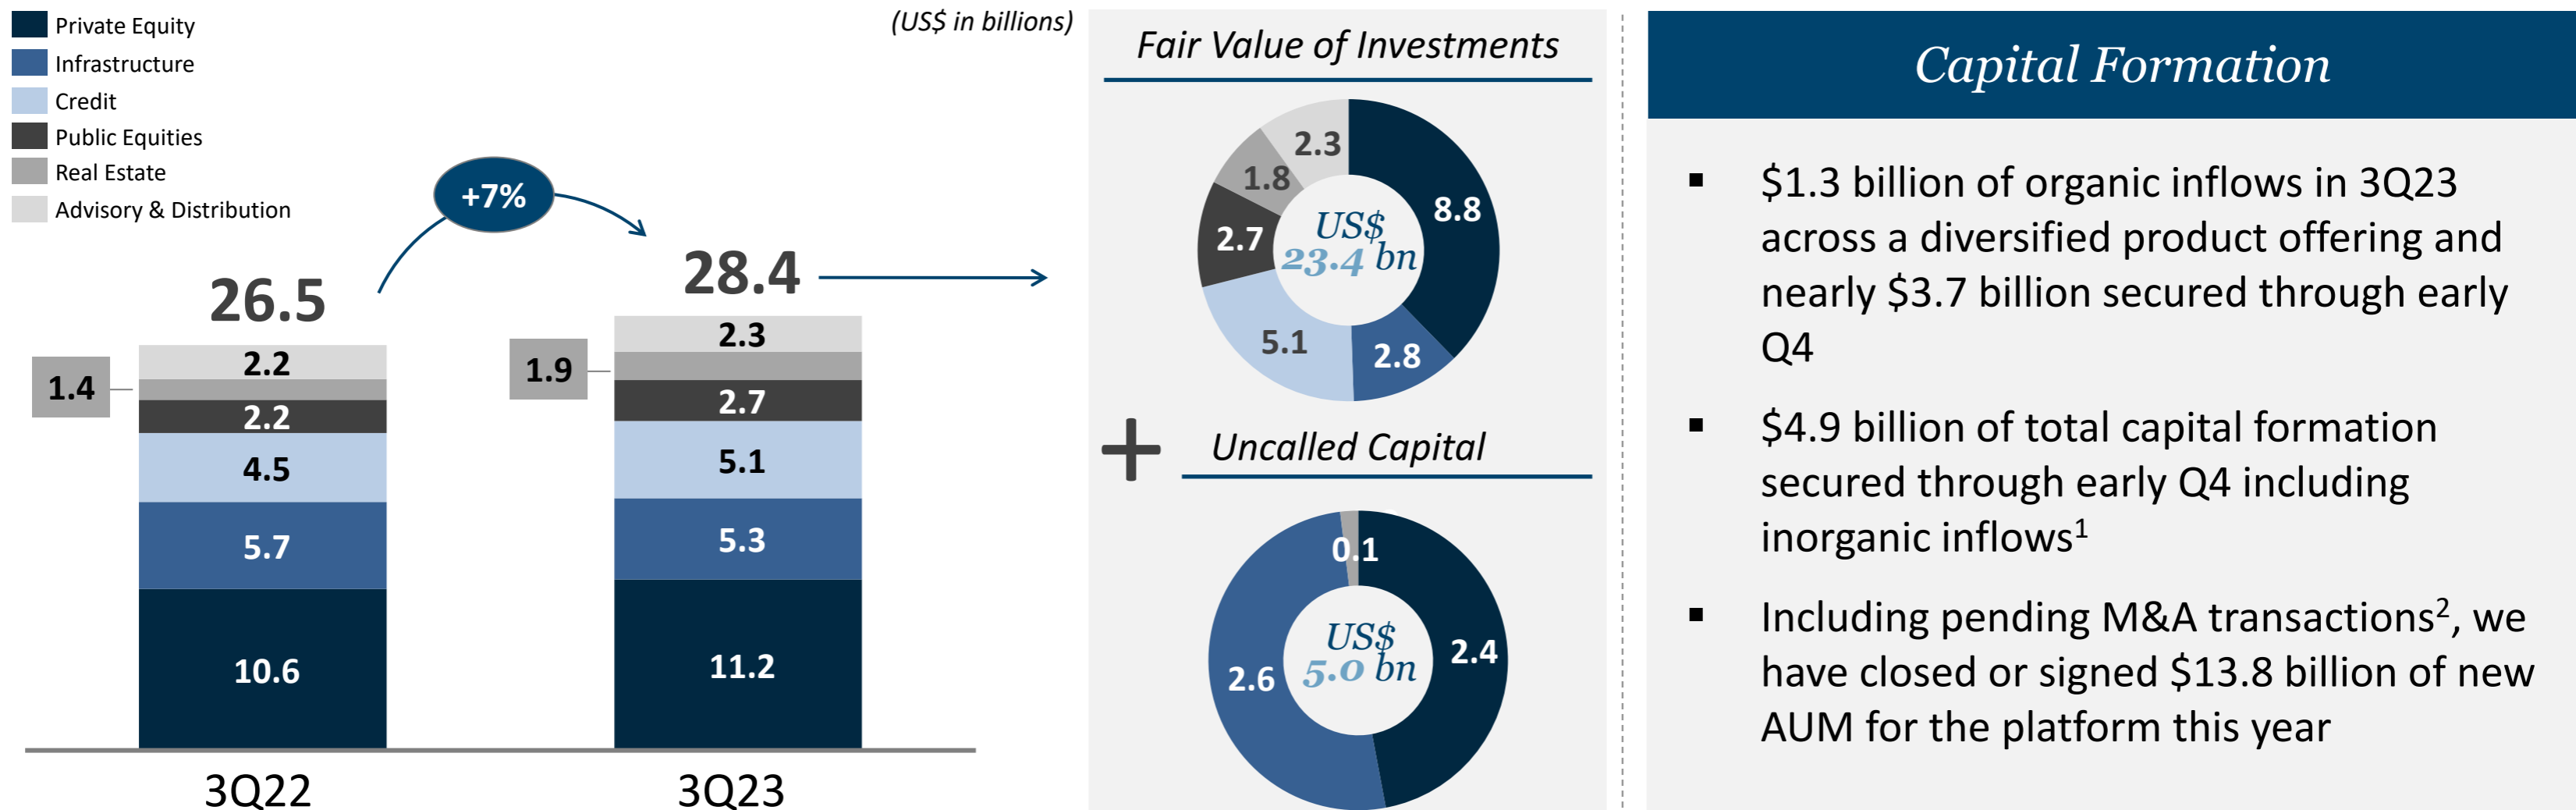 Private Equity
Infrastructure
Credit
Public Equities
Real Estate
Advisory & Distribution
(US$ in billions)
+7%
26.5
2.2
1.4
2.2
4.5
5.7
10.6
3Q22
28.4
2.3
1.9
2.7
5.1
5.3
11.2
3Q23
Fair Value of Investments
2.3
1.8
8.8
2.7
US$
23.4 bn
5.1
2.8
+
Uncalled Capital
0.1
US$
5.0 bn
2.4
2.6
Capital Formation
▪ $1.3 billion of organic inflows in 3Q23
across a diversified product offering and
nearly $3.7 billion secured through early
Q4
▪ $4.9 billion of total capital formation
secured through early Q4 including
inorganic inflows¹
▪ Including pending M&A transactions², we
have closed or signed $13.8 billion of new
AUM for the platform this year